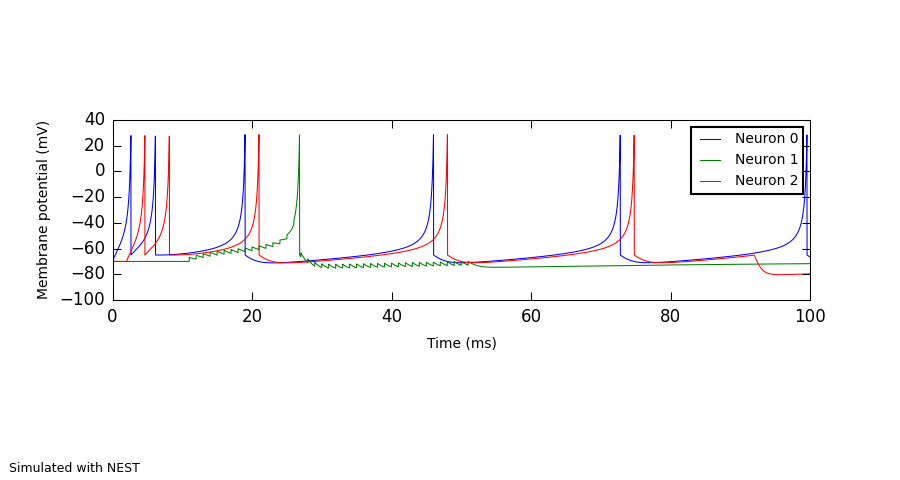 Membrane potential (mV)
40
20
0
−20
−40
−60
−80
−100
Neuron 0
Neuron 1
Neuron 2
0 20 40 60 80 100
Time (ms)
Simulated with NEST